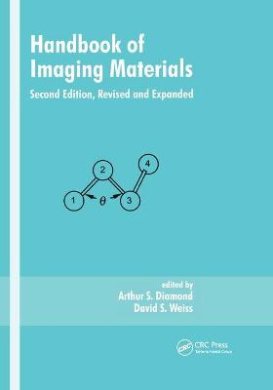 Handbook of
Imaging Materials
Second Edition, Revised and Expanded
4
2
1
θ
3
edited by
Arthur S. Diamond
David S. Weiss
CRC Press
Taylor & Francis Group